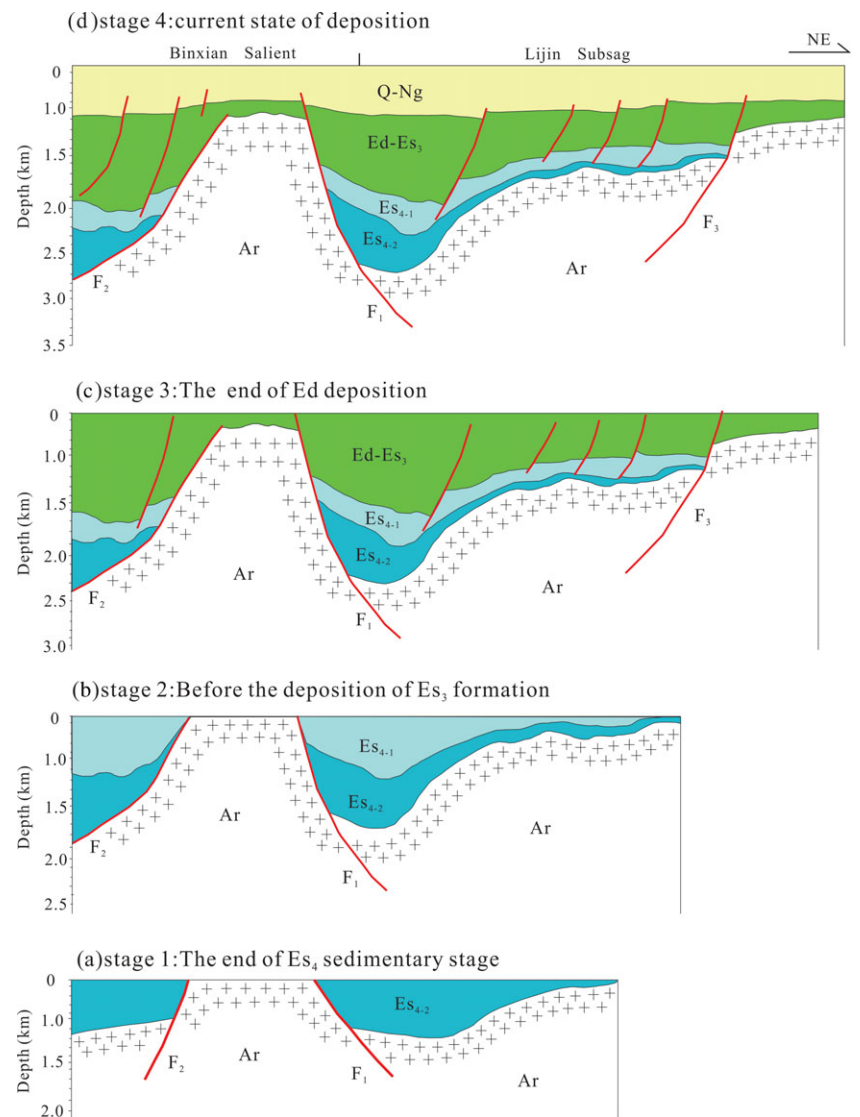 (d)stage 4:current state of deposition
Binxian Salient
Lijin Subsag
NE
0
1.0
1.5
2.0
2.5
3.0
3.5
Depth (km)
Q-Ng
Ed-Es₃
Es₄₋₁
Es₄₋₂
Ar
Ar
F₂
F₁
F₃
(c)stage 3:The end of Ed deposition
0
1.0
1.5
2.0
2.5
3.0
Depth (km)
Ed-Es₃
Es₄₋₁
Es₄₋₂
Ar
Ar
F₂
F₁
F₃
(b)stage 2:Before the deposition of Es₃ formation
0
1.0
1.5
2.0
2.5
Depth (km)
Es₄₋₁
Es₄₋₂
Ar
Ar
F₂
F₁
(a)stage 1:The end of Es₄ sedimentary stage
0
1.0
1.5
2.0
Depth (km)
Es₄₋₂
Ar
Ar
F₂
F₁